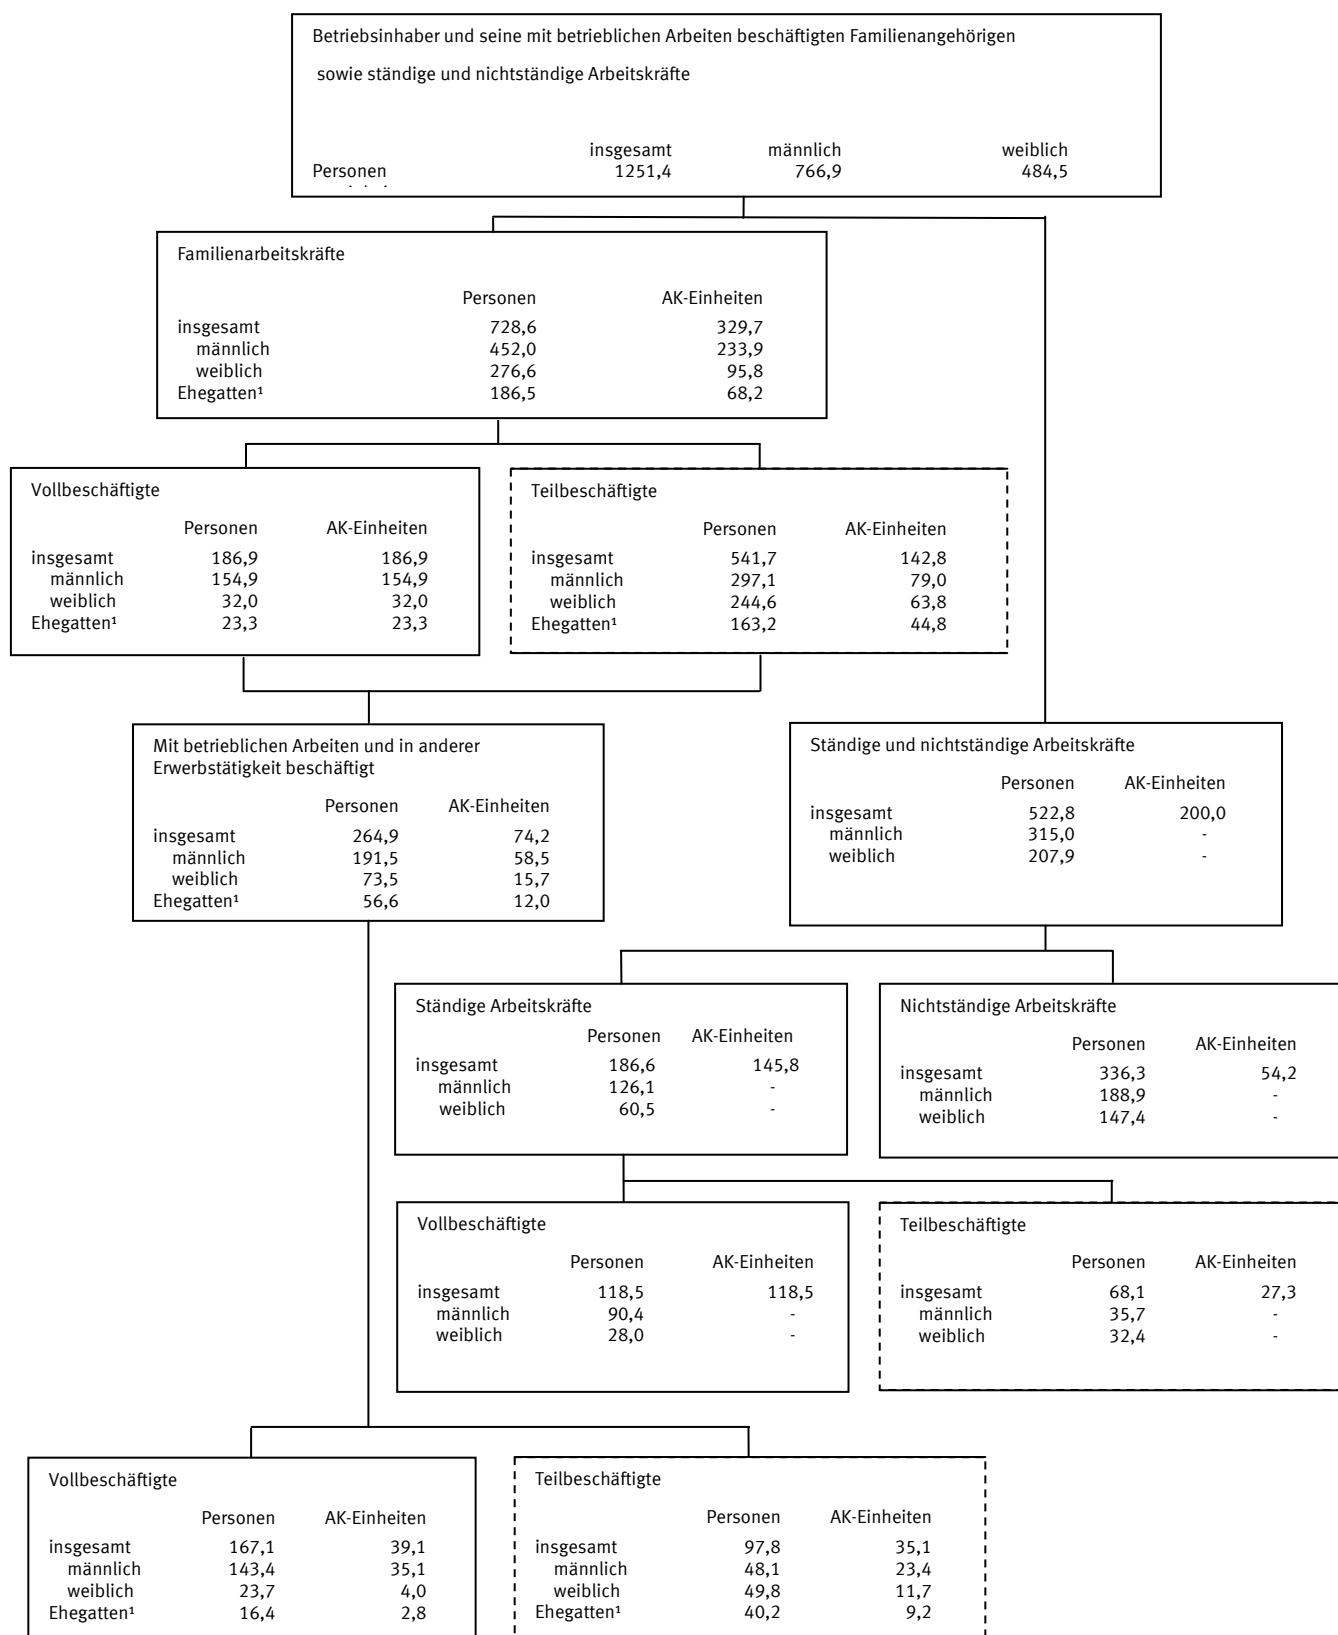 Betriebsinhaber und seine mit betrieblichen Arbeiten beschäftigten Familienangehörigen
sowie ständige und nichtständige Arbeitskräfte
insgesamt männlich weiblich
Personen 1251,4 766,9 484,5
Familienarbeitskräfte
Personen AK-Einheiten
insgesamt 728,6 329,7
männlich 452,0 233,9
weiblich 276,6 95,8
Ehegatten¹ 186,5 68,2
Vollbeschäftigte
Personen AK-Einheiten
insgesamt 186,9 186,9
männlich 154,9 154,9
weiblich 32,0 32,0
Ehegatten¹ 23,3 23,3
Teilbeschäftigte
Personen AK-Einheiten
insgesamt 541,7 142,8
männlich 297,1 79,0
weiblich 244,6 63,8
Ehegatten¹ 163,2 44,8
Mit betrieblichen Arbeiten und in anderer
Erwerbstätigkeit beschäftigt
Personen AK-Einheiten
insgesamt 264,9 74,2
männlich 191,5 58,5
weiblich 73,5 15,7
Ehegatten¹ 56,6 12,0
Ständige und nichtständige Arbeitskräfte
Personen AK-Einheiten
insgesamt 522,8 200,0
männlich 315,0 -
weiblich 207,9 -
Ständige Arbeitskräfte
Personen AK-Einheiten
insgesamt 186,6 145,8
männlich 126,1 -
weiblich 60,5 -
Nichtständige Arbeitskräfte
Personen AK-Einheiten
insgesamt 336,3 54,2
männlich 188,9 -
weiblich 147,4 -
Vollbeschäftigte
Personen AK-Einheiten
insgesamt 118,5 118,5
männlich 90,4 -
weiblich 28,0 -
Teilbeschäftigte
Personen AK-Einheiten
insgesamt 68,1 27,3
männlich 35,7 -
weiblich 32,4 -
Vollbeschäftigte
Personen AK-Einheiten
insgesamt 167,1 39,1
männlich 143,4 35,1
weiblich 23,7 4,0
Ehegatten¹ 16,4 2,8
Teilbeschäftigte
Personen AK-Einheiten
insgesamt 97,8 35,1
männlich 48,1 23,4
weiblich 49,8 11,7
Ehegatten¹ 40,2 9,2